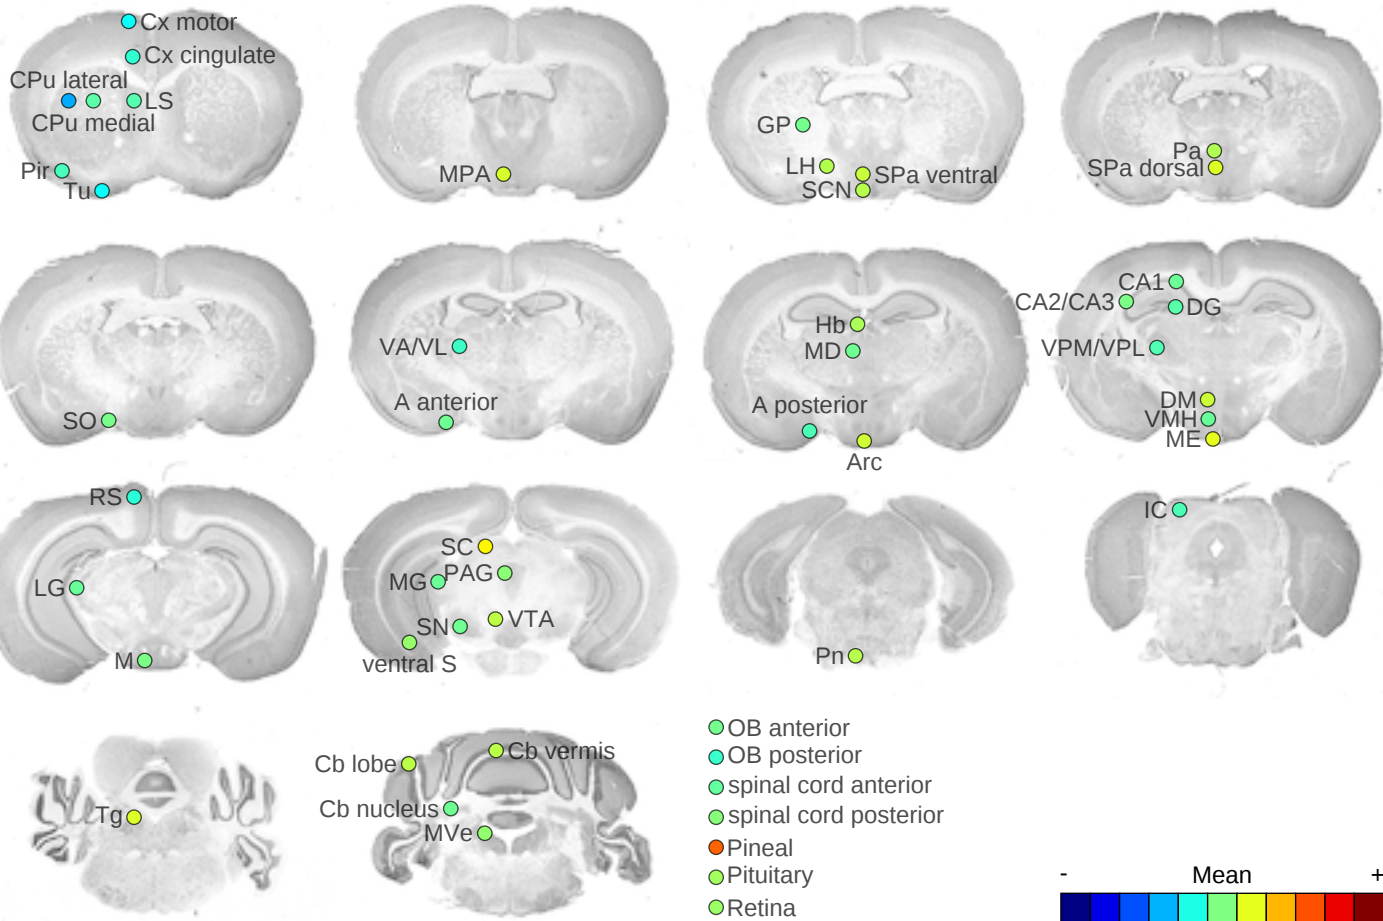 Cx motor
Cx cingulate
CPu lateral
LS
CPu medial
Pir
Tu
MPA
GP
LH
SPa ventral
SCN
Pa
SPa dorsal
SO
VA/VL
A anterior
Hb
MD
A posterior
Arc
CA1
CA2/CA3
DG
VPM/VPL
DM
VMH
ME
RS
LG
M
SC
PAG
MG
VTA
SN
ventral S
Pn
IC
Tg
Cb lobe
Cb vermis
Cb nucleus
MVe
OB anterior
OB posterior
spinal cord anterior
spinal cord posterior
Pineal
Pituitary
Retina
- Mean +